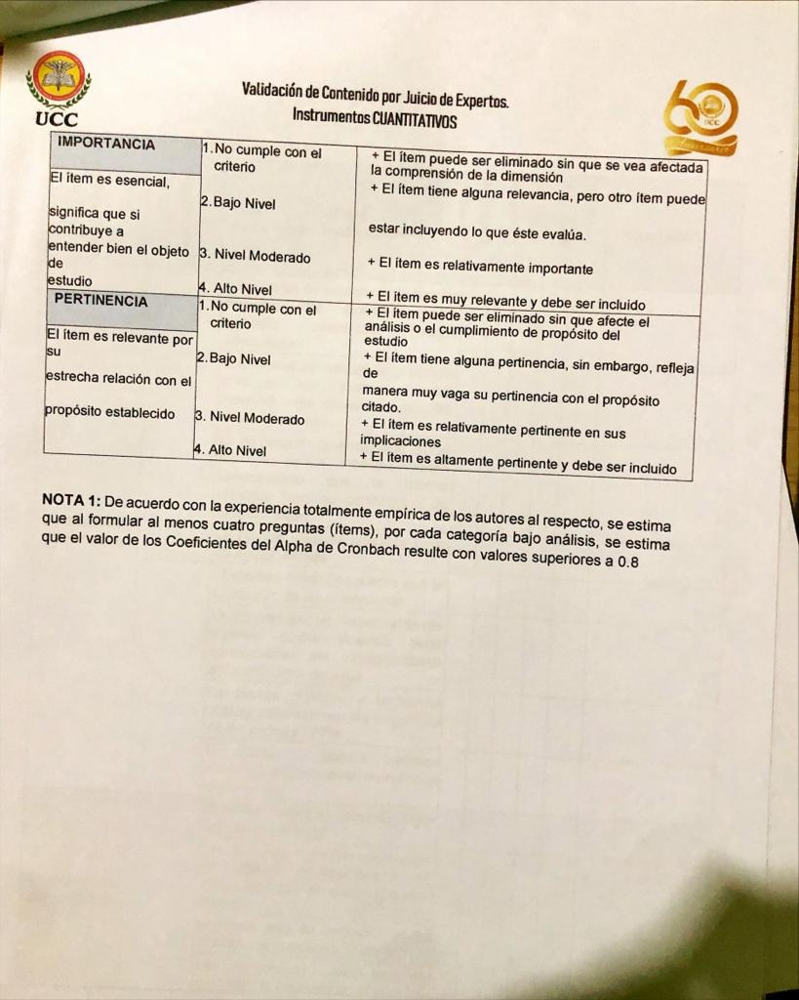 UCC
Validación de Contenido por Juicio de Expertos.
Instrumentos CUANTITATIVOS
60
UCC
Aniversario
IMPORTANCIA
El ítem es esencial,
significa que si
contribuye a
entender bien el objeto
de
estudio
1. No cumple con el
criterio
2. Bajo Nivel
3. Nivel Moderado
4. Alto Nivel
+ El ítem puede ser eliminado sin que se vea afectada
la comprensión de la dimensión
+ El ítem tiene alguna relevancia, pero otro ítem puede
estar incluyendo lo que éste evalúa.
+ El ítem es relativamente importante
+ El ítem es muy relevante y debe ser incluido
PERTINENCIA
El ítem es relevante por
su
estrecha relación con el
propósito establecido
1. No cumple con el
criterio
2. Bajo Nivel
3. Nivel Moderado
4. Alto Nivel
+ El ítem puede ser eliminado sin que afecte el
análisis o el cumplimiento de propósito del
estudio
+ El ítem tiene alguna pertinencia, sin embargo, refleja
de
manera muy vaga su pertinencia con el propósito
citado.
+ El ítem es relativamente pertinente en sus
implicaciones
+ El ítem es altamente pertinente y debe ser incluido
NOTA 1: De acuerdo con la experiencia totalmente empírica de los autores al respecto, se estima
que al formular al menos cuatro preguntas (ítems), por cada categoría bajo análisis, se estima
que el valor de los Coeficientes del Alpha de Cronbach resulte con valores superiores a 0.8